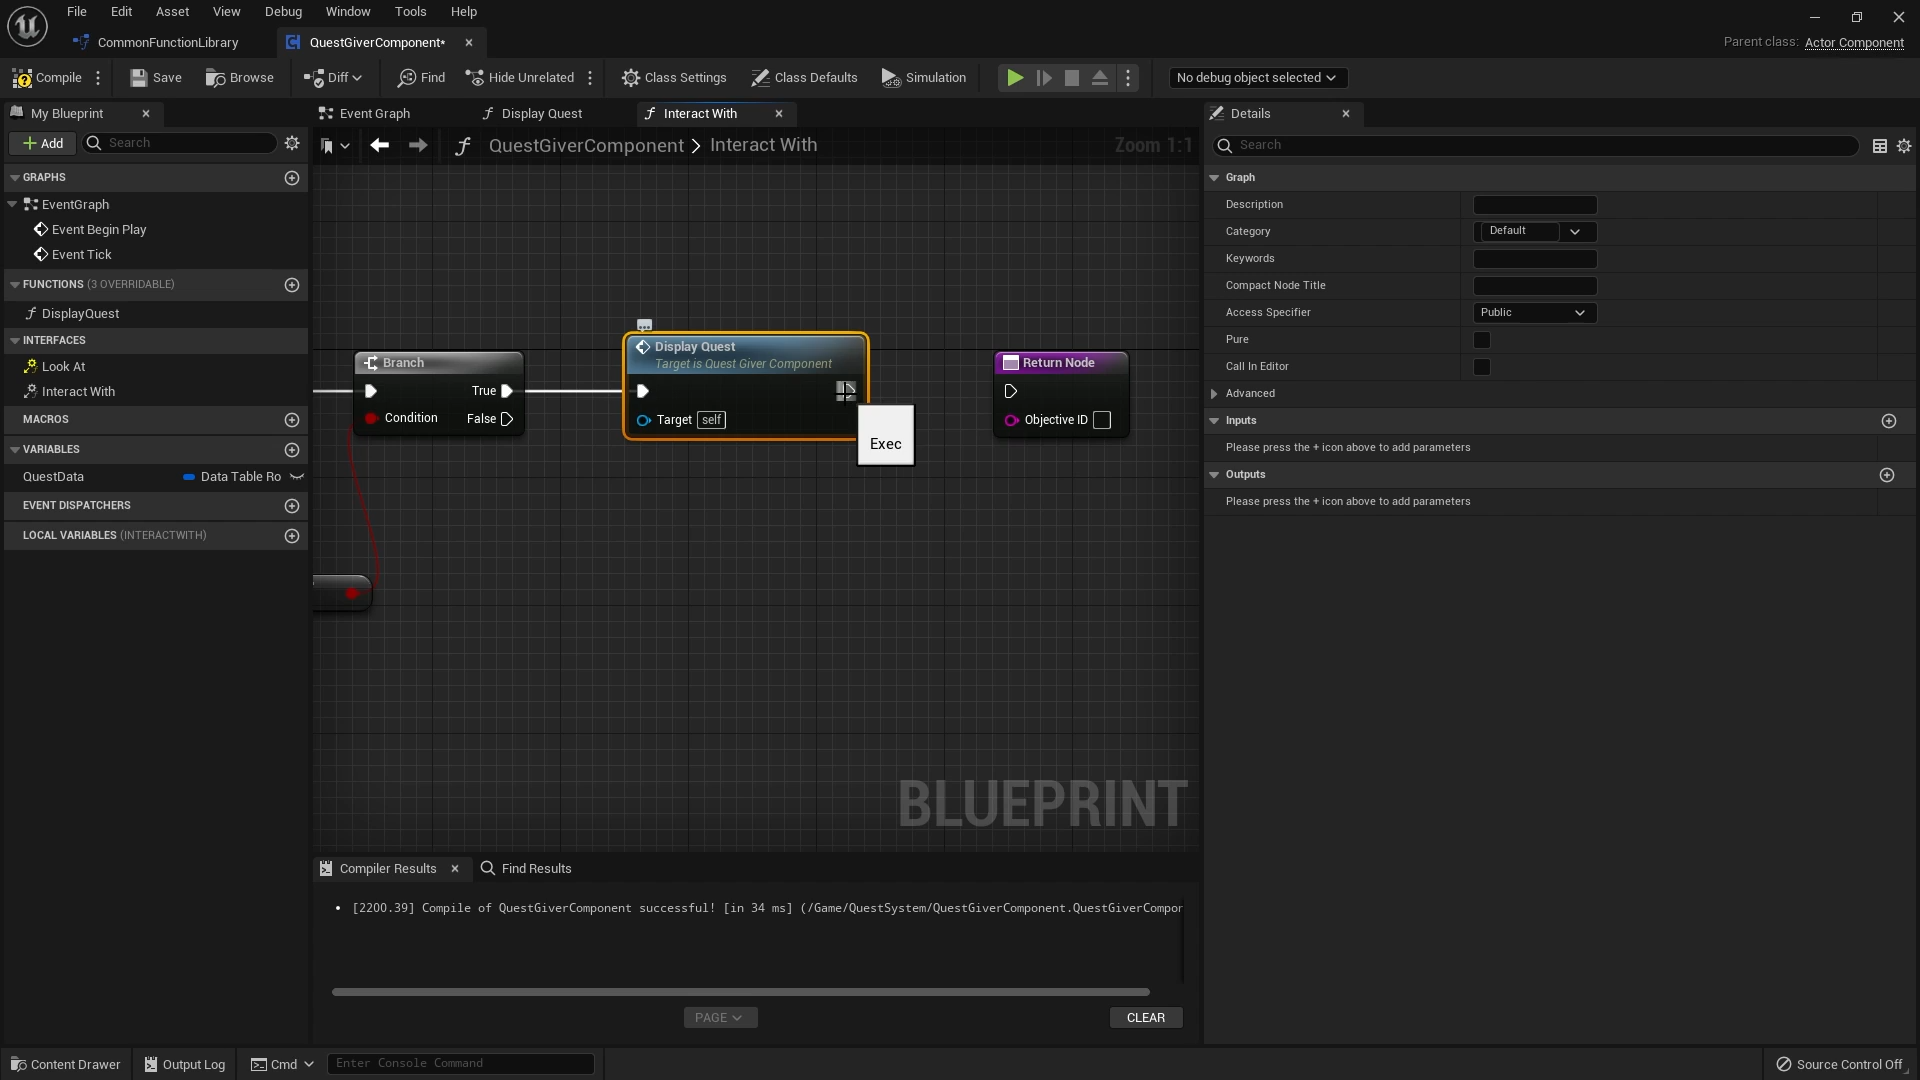 File Edit Asset View Debug Window Tools Help
CommonFunctionLibrary
QuestGiverComponent*
Parent class: Actor Component
Compile Save Browse Diff Find Hide Unrelated Class Settings Class Defaults Simulation No debug object selected
My Blueprint
Add Search
GRAPHS
EventGraph
Event Begin Play
Event Tick
FUNCTIONS (3 OVERRIDABLE)
DisplayQuest
INTERFACES
Look At
Interact With
MACROS
VARIABLES
QuestData Data Table Ro
EVENT DISPATCHERS
LOCAL VARIABLES (INTERACTWITH)
Event Graph Display Quest Interact With
QuestGiverComponent > Interact With Zoom 1:1
Branch
True
Condition False
Display Quest
Target is Quest Giver Component
Target self
Exec
Return Node
Objective ID
BLUEPRINT
Compiler Results Find Results
[2200.39] Compile of QuestGiverComponent successful! [in 34 ms] (/Game/QuestSystem/QuestGiverComponent.QuestGiverCompor
PAGE CLEAR
Details
Search
Graph
Description
Category Default
Keywords
Compact Node Title
Access Specifier Public
Pure
Call In Editor
Advanced
Inputs
Please press the + icon above to add parameters
Outputs
Please press the + icon above to add parameters
Content Drawer Output Log Cmd Enter Console Command Source Control Off